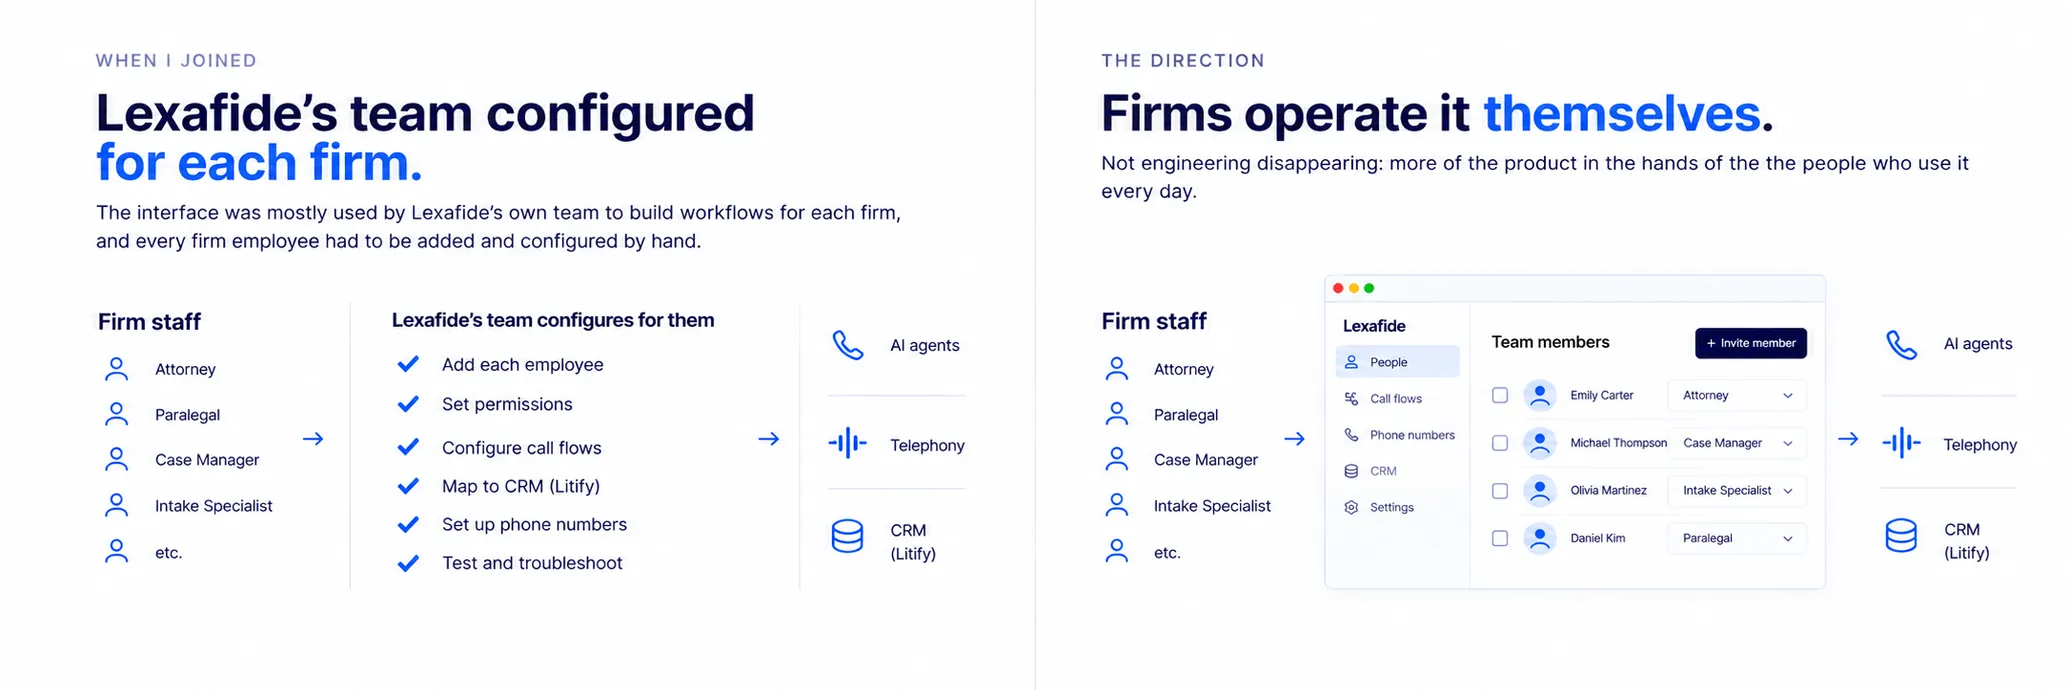 WHEN I JOINED
Lexafide's team configured
for each firm.
The interface was mostly used by Lexafide's own team to build workflows for each firm,
and every firm employee had to be added and configured by hand.
Firm staff
Attorney
Paralegal
Case Manager
Intake Specialist
etc.
Lexafide's team configures for them
Add each employee
Set permissions
Configure call flows
Map to CRM (Litify)
Set up phone numbers
Test and troubleshoot
AI agents
Telephony
CRM
(Litify)
THE DIRECTION
Firms operate it themselves.
Not engineering disappearing: more of the product in the hands of the the people who use it
every day.
Firm staff
Attorney
Paralegal
Case Manager
Intake Specialist
etc.
Lexafide
People
Call flows
Phone numbers
CRM
Settings
Team members
+ Invite member
Emily Carter
Attorney
Michael Thompson
Case Manager
Olivia Martinez
Intake Specialist
Daniel Kim
Paralegal
AI agents
Telephony
CRM
(Litify)